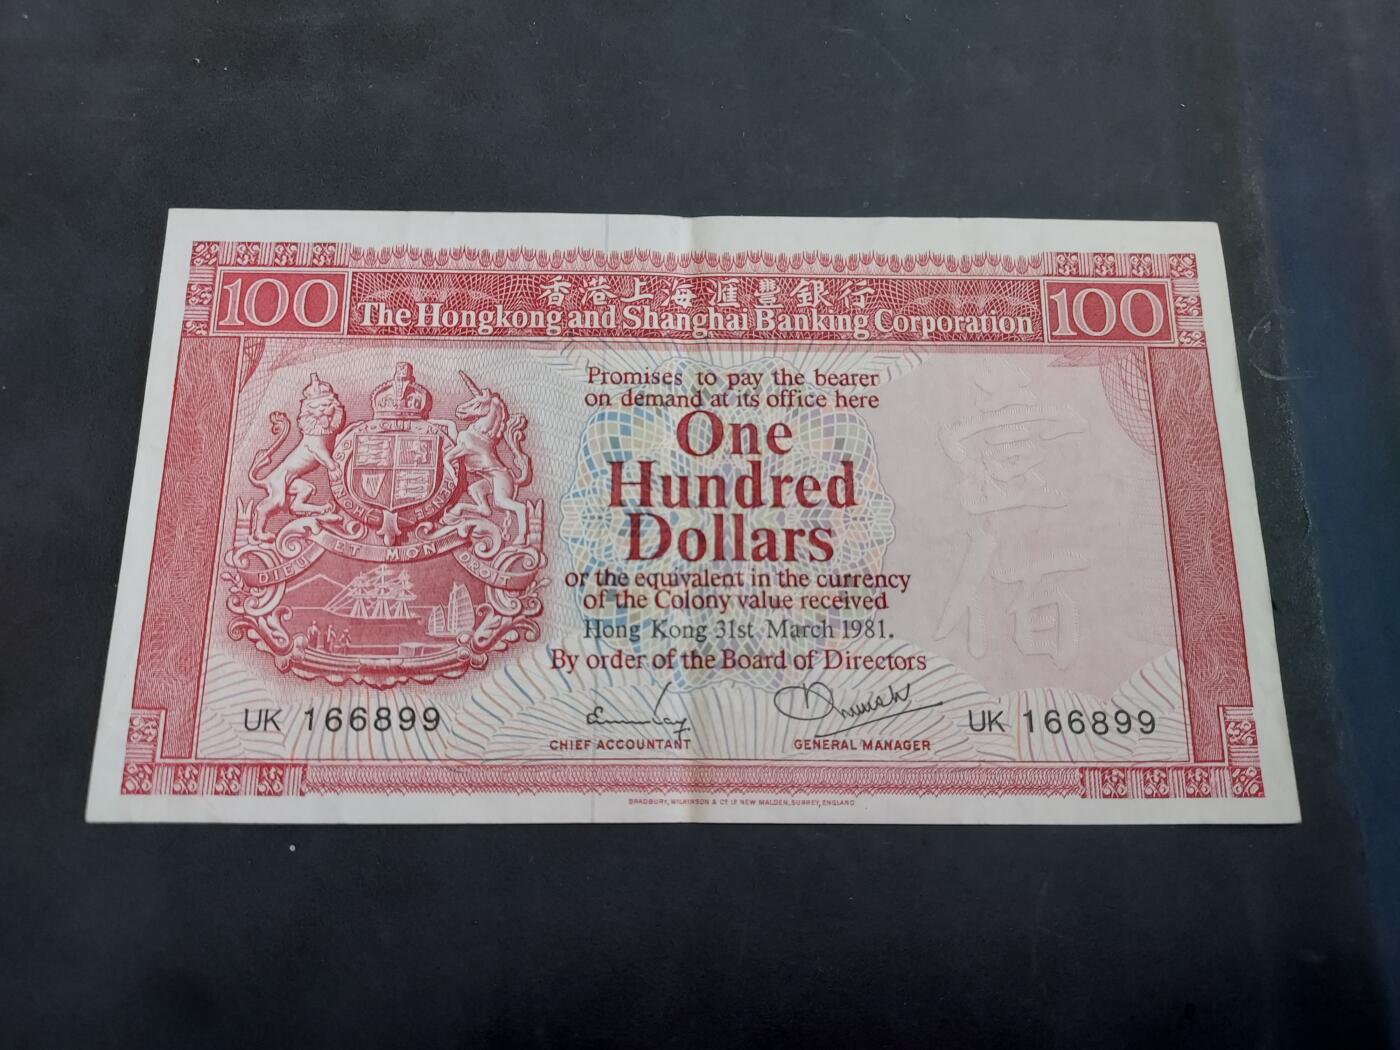 100 香港上海滙豐銀行 100
The Hongkong and Shanghai Banking Corporation
Promises to pay the bearer
on demand at its office here
One
Hundred
Dollars
or the equivalent in the currency
of the Colony value received
Hong Kong 31st March 1981.
By order of the Board of Directors
壹
佰
DIEU ET MON DROIT
UK 166899
UK 166899
CHIEF ACCOUNTANT
GENERAL MANAGER
BRADBURY, WILKINSON & Cº Lᴰ NEW MALDEN, SURREY, ENGLAND